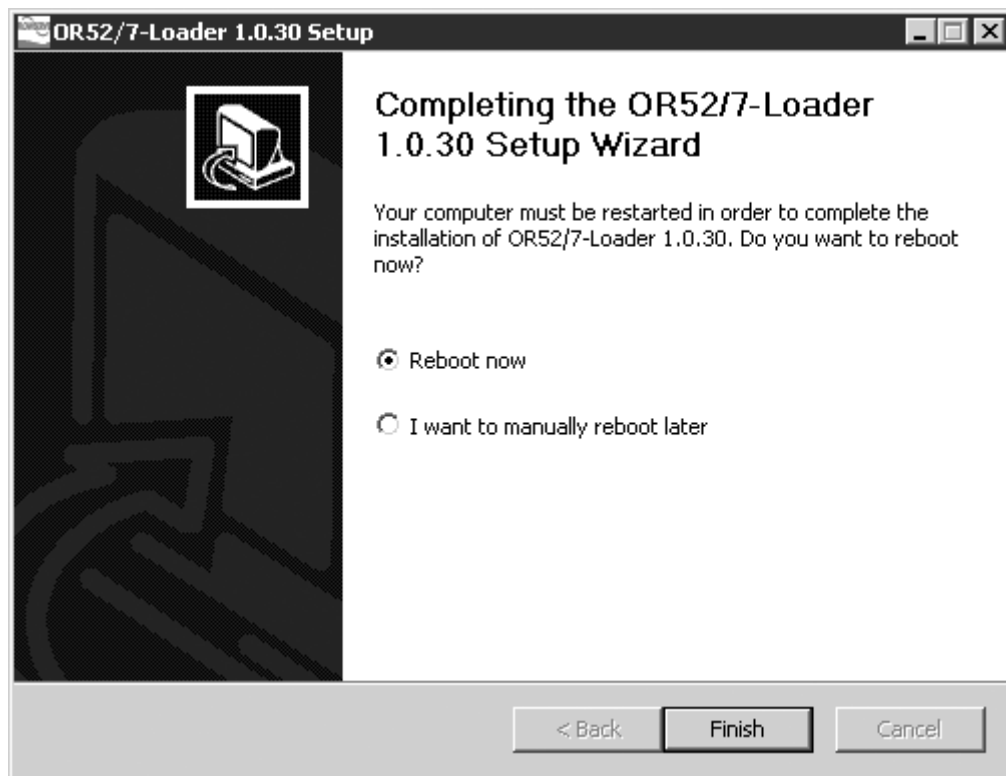 OR52/7-Loader 1.0.30 Setup
Completing the OR52/7-Loader
1.0.30 Setup Wizard
Your computer must be restarted in order to complete the
installation of OR52/7-Loader 1.0.30. Do you want to reboot
now?
Reboot now
I want to manually reboot later
< Back
Finish
Cancel